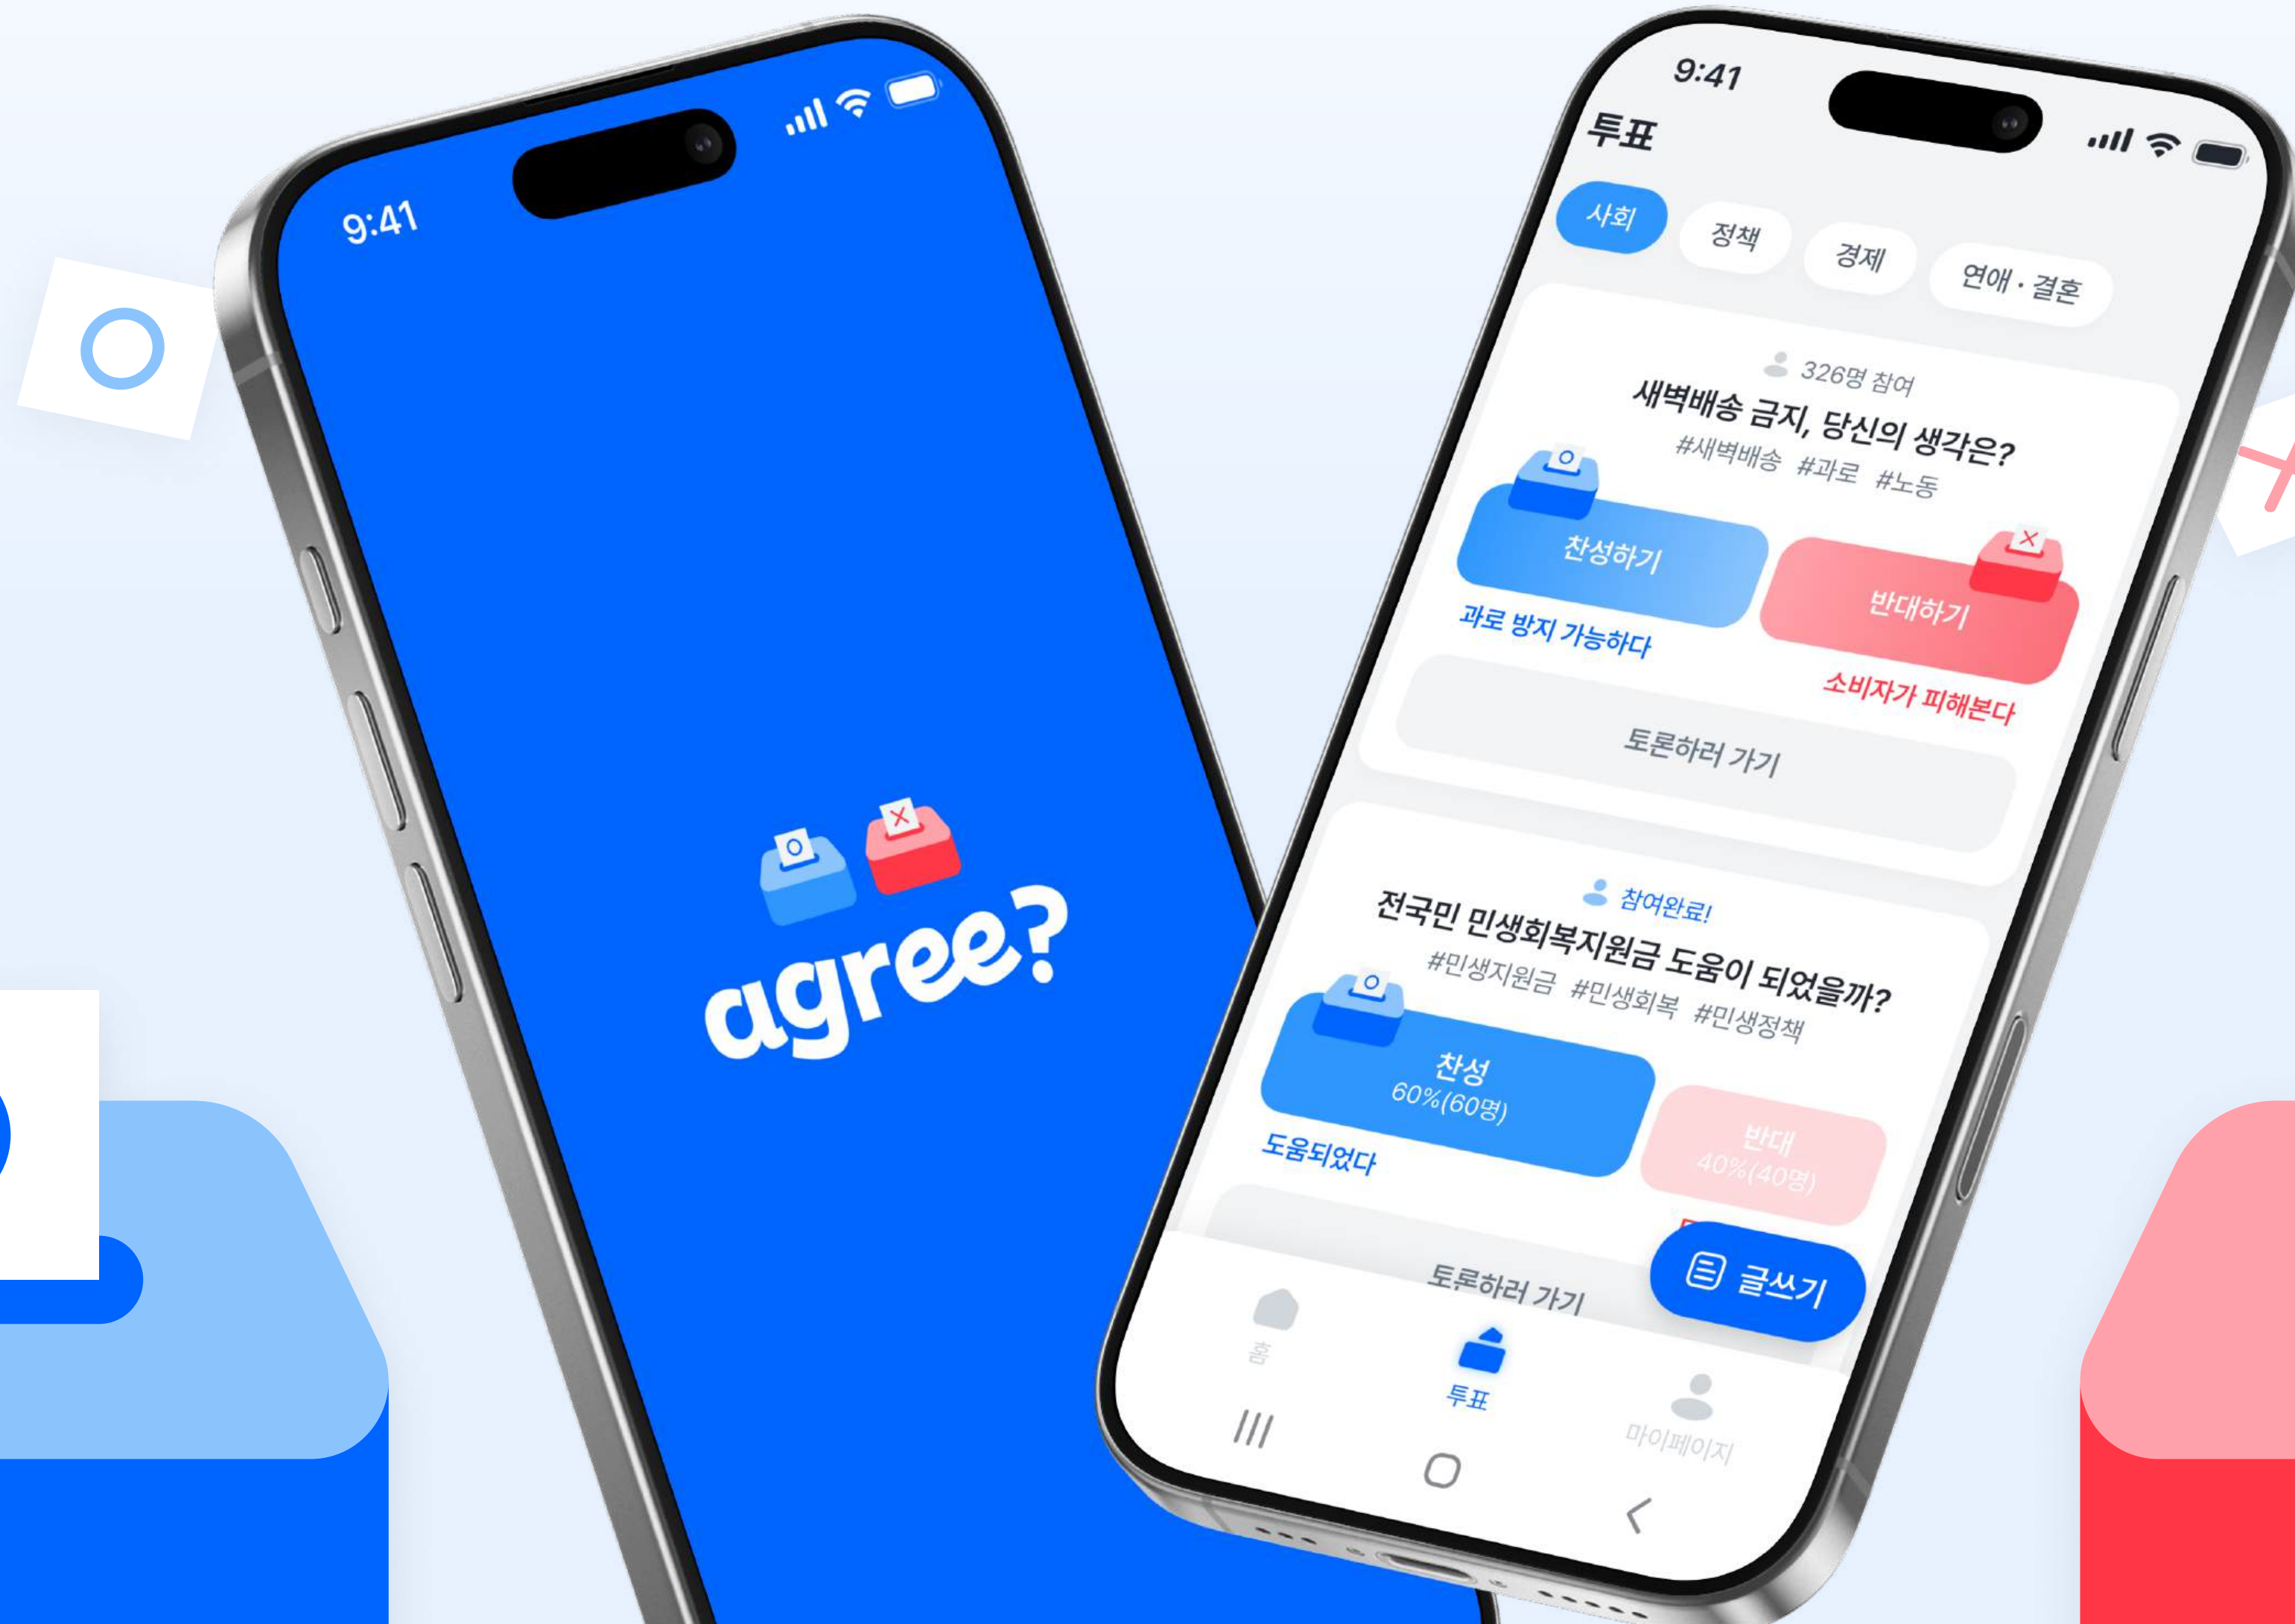 9:41
agree?
9:41
투표
사회 정책 경제 연애 · 결혼
326명 참여
새벽배송 금지, 당신의 생각은?
#새벽배송 #과로 #노동
찬성하기 반대하기
과로 방지 가능하다
소비자가 피해본다
토론하러 가기
참여완료!
전국민 민생회복지원금 도움이 되었을까?
#민생지원금 #민생회복 #민생정책
찬성
60%(60명)
반대
40%(40명)
도움되었다
글쓰기
토론하러 가기
홈 투표 마이페이지